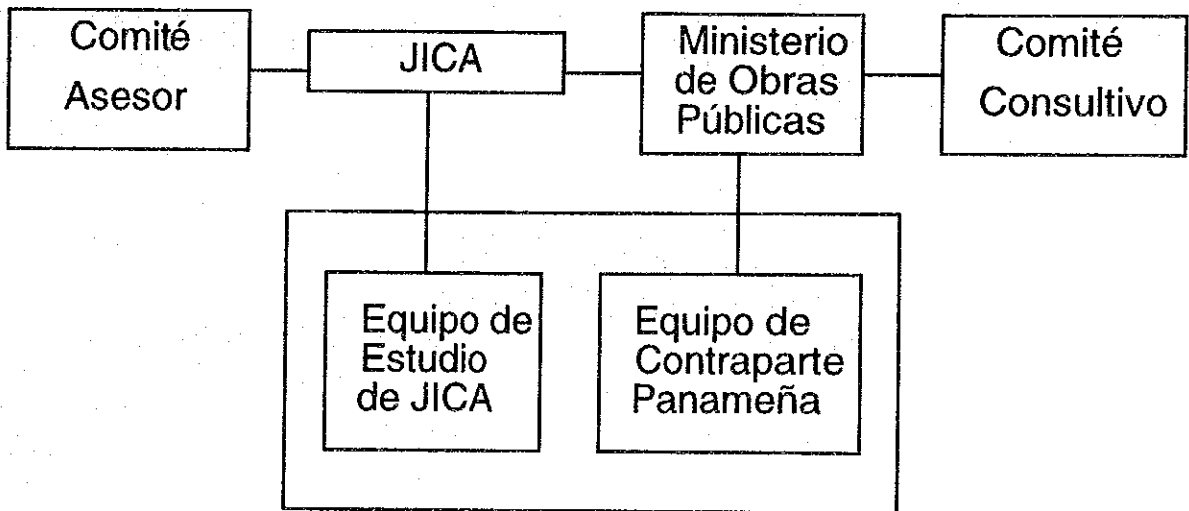 Comité
Asesor
JICA
Ministerio
de Obras
Públicas
Comité
Consultivo
Equipo de
Estudio
de JICA
Equipo de
Contraparte
Panameña